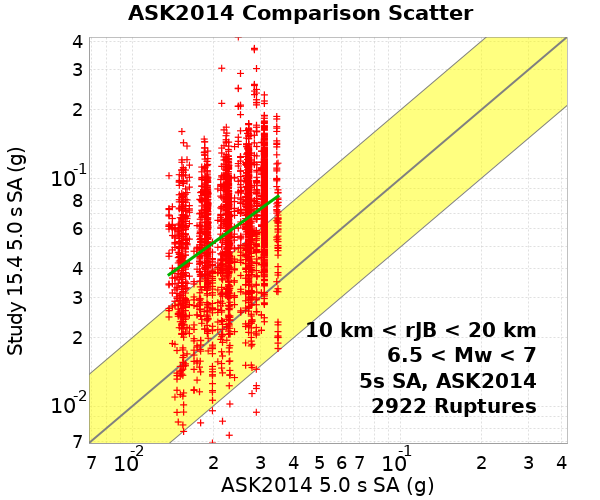 ASK2014 Comparison Scatter
4
3
2
10-1
8
6
4
3
2
10-2
7
Study 15.4 5.0 s SA (g)
10 km < rJB < 20 km
6.5 < Mw < 7
5s SA, ASK2014
2922 Ruptures
7 10-2 2 3 4 5 6 7 10-1 2 3 4
ASK2014 5.0 s SA (g)